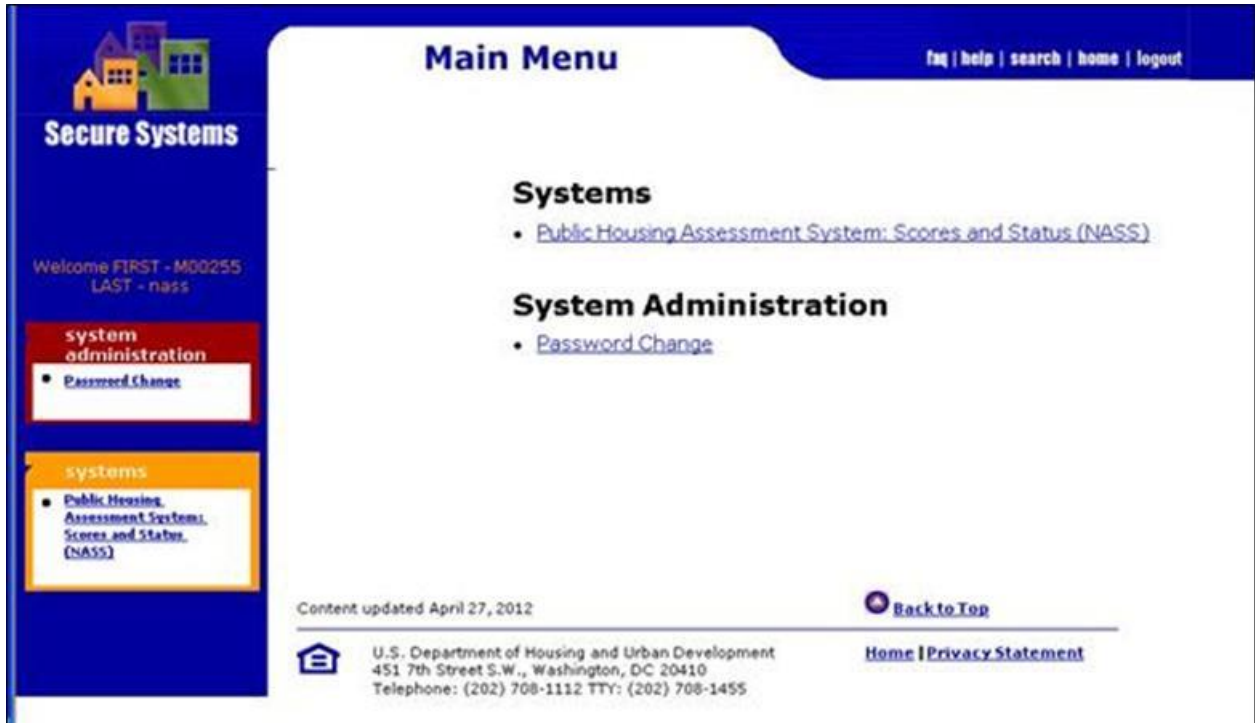 Main Menu
faq | help | search | home | logout
Secure Systems
Welcome FIRST - M00255
LAST - nass
system
administration
• Password Change
systems
• Public Housing
Assessment System:
Scores and Status
(NASS)
Systems
• Public Housing Assessment System: Scores and Status (NASS)
System Administration
• Password Change
Content updated April 27, 2012
Back to Top
U.S. Department of Housing and Urban Development
451 7th Street S.W., Washington, DC 20410
Telephone: (202) 708-1112 TTY: (202) 708-1455
Home | Privacy Statement